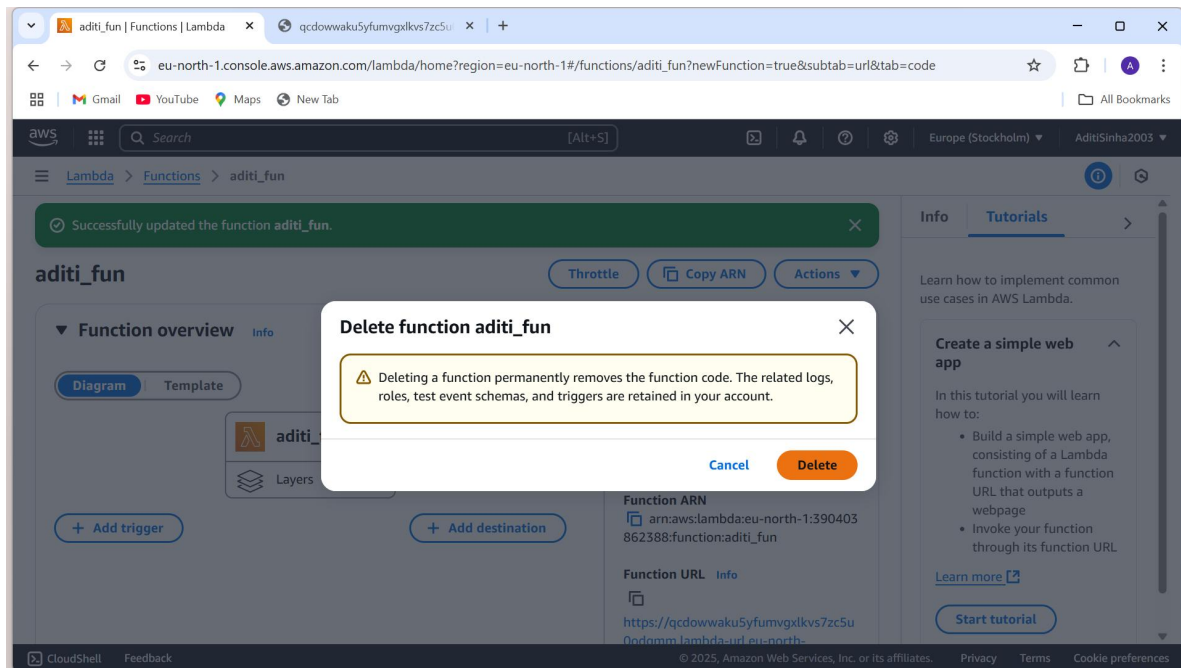 aditi_fun | Functions | Lambda
qcdowwaku5yfumvgxlkvs7zc5u
eu-north-1.console.aws.amazon.com/lambda/home?region=eu-north-1#/functions/aditi_fun?newFunction=true&subtab=url&tab=code
A
Gmail YouTube Maps New Tab All Bookmarks
aws Search [Alt+S] Europe (Stockholm) AditiSinha2003
Lambda > Functions > aditi_fun
Successfully updated the function aditi_fun.
Info Tutorials
aditi_fun
Throttle Copy ARN Actions
Learn how to implement common
use cases in AWS Lambda.
Function overview Info
Diagram Template
aditi_
Layers
+ Add trigger
+ Add destination
Delete function aditi_fun
Deleting a function permanently removes the function code. The related logs,
roles, test event schemas, and triggers are retained in your account.
Cancel Delete
Function ARN
arn:aws:lambda:eu-north-1:390403
862388:function:aditi_fun
Function URL Info
https://qcdowwaku5yfumvgxlkvs7zc5u
0odqmm.lambda-url.eu-north-
Create a simple web
app
In this tutorial you will learn
how to:
• Build a simple web app,
consisting of a Lambda
function with a function
URL that outputs a
webpage
• Invoke your function
through its function URL
Learn more
Start tutorial
CloudShell Feedback © 2025, Amazon Web Services, Inc. or its affiliates. Privacy Terms Cookie preferences